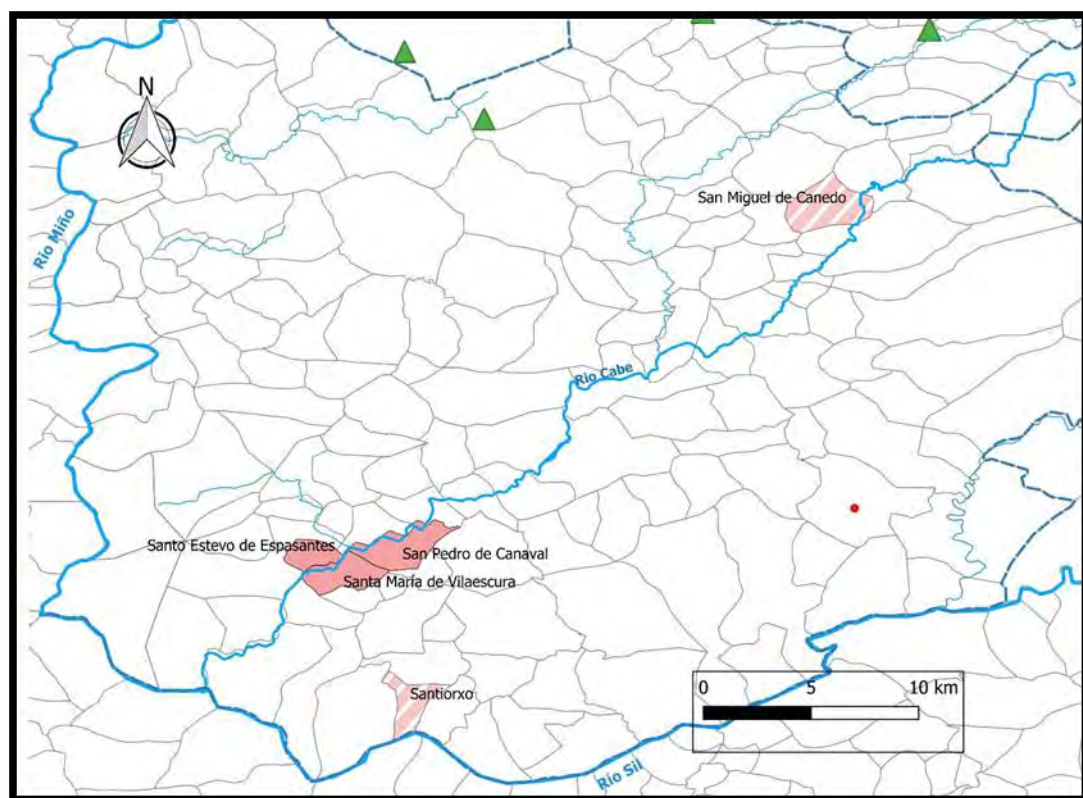 N
San Miguel de Canedo
Río Miño
Río Cabe
Santo Estevo de Espasantes
San Pedro de Canaval
Santa María de Vilaescura
Santiorxo
0 5 10 km
Río Sil